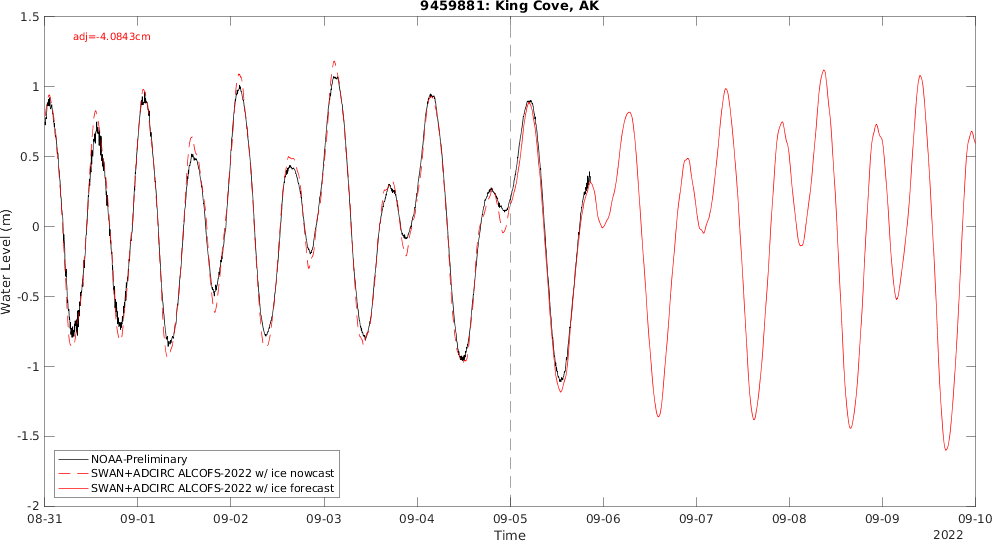 9459881: King Cove, AK
adj=-4.0843cm
1.5
1
0.5
0
-0.5
-1
-1.5
-2
Water Level (m)
NOAA-Preliminary
SWAN+ADCIRC ALCOFS-2022 w/ ice nowcast
SWAN+ADCIRC ALCOFS-2022 w/ ice forecast
08-31 09-01 09-02 09-03 09-04 09-05 09-06 09-07 09-08 09-09 09-10
Time
2022